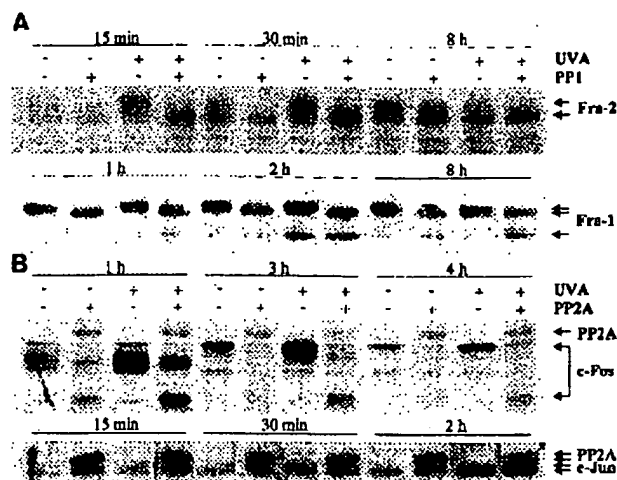 A
15 min 30 min 8 h
- - + + - - + + - - + + UVA
- + - + - + - + - + - + PP1
Fra-2
1 h 2 h 8 h
Fra-1
B
1 h 3 h 4 h
- - + + - - + + - - + + UVA
- + - + - + - + - + - + PP2A
PP2A
c-Fos
15 min 30 min 2 h
PP2A
c-Jun